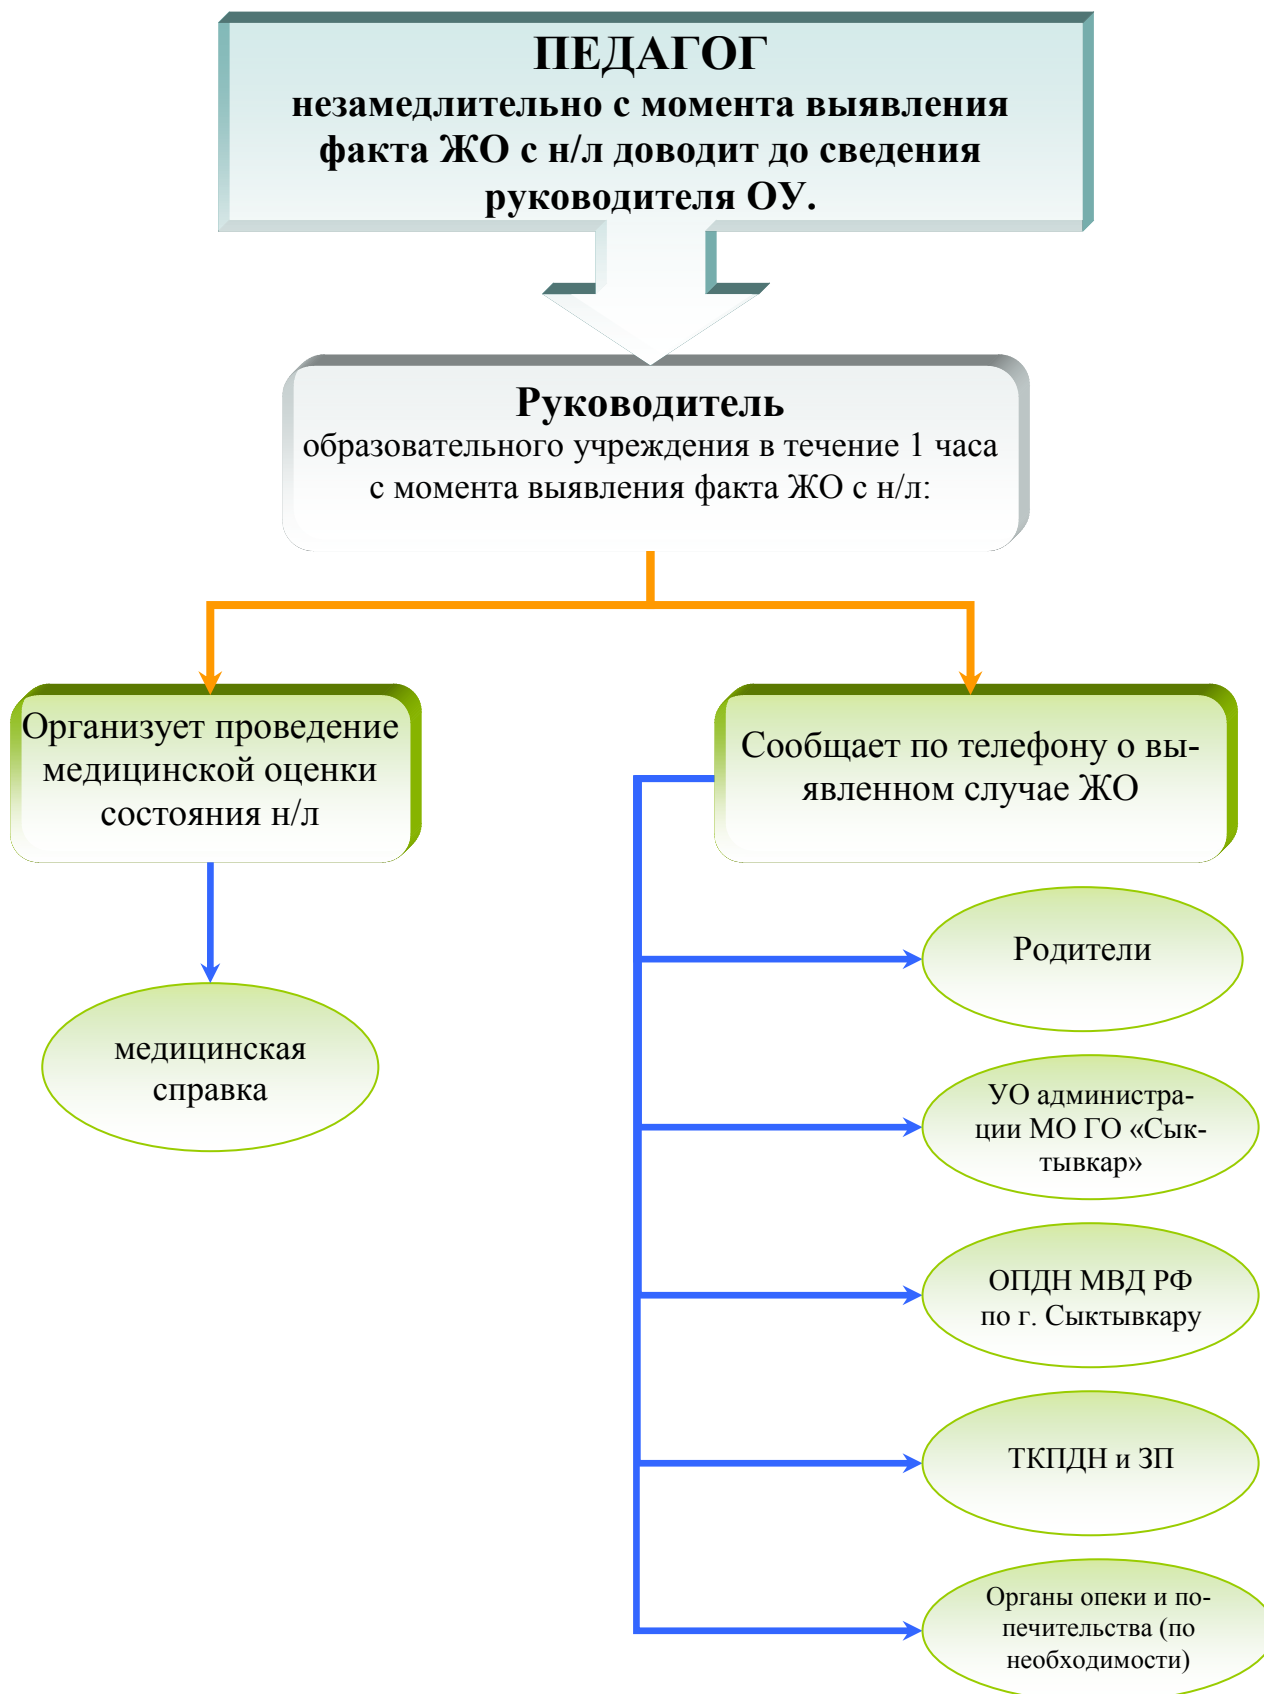 ПЕДАГОГ
незамедлительно с момента выявления
факта ЖО с н/л доводит до сведения
руководителя ОУ.
Руководитель
образовательного учреждения в течение 1 часа
с момента выявления факта ЖО с н/л:
Организует проведение
медицинской оценки
состояния н/л
медицинская
справка
Сообщает по телефону о вы-
явленном случае ЖО
Родители
УО администра-
ции МО ГО «Сык-
тывкар»
ОПДН МВД РФ
по г. Сыктывкару
ТКПДН и ЗП
Органы опеки и по-
печительства (по
необходимости)